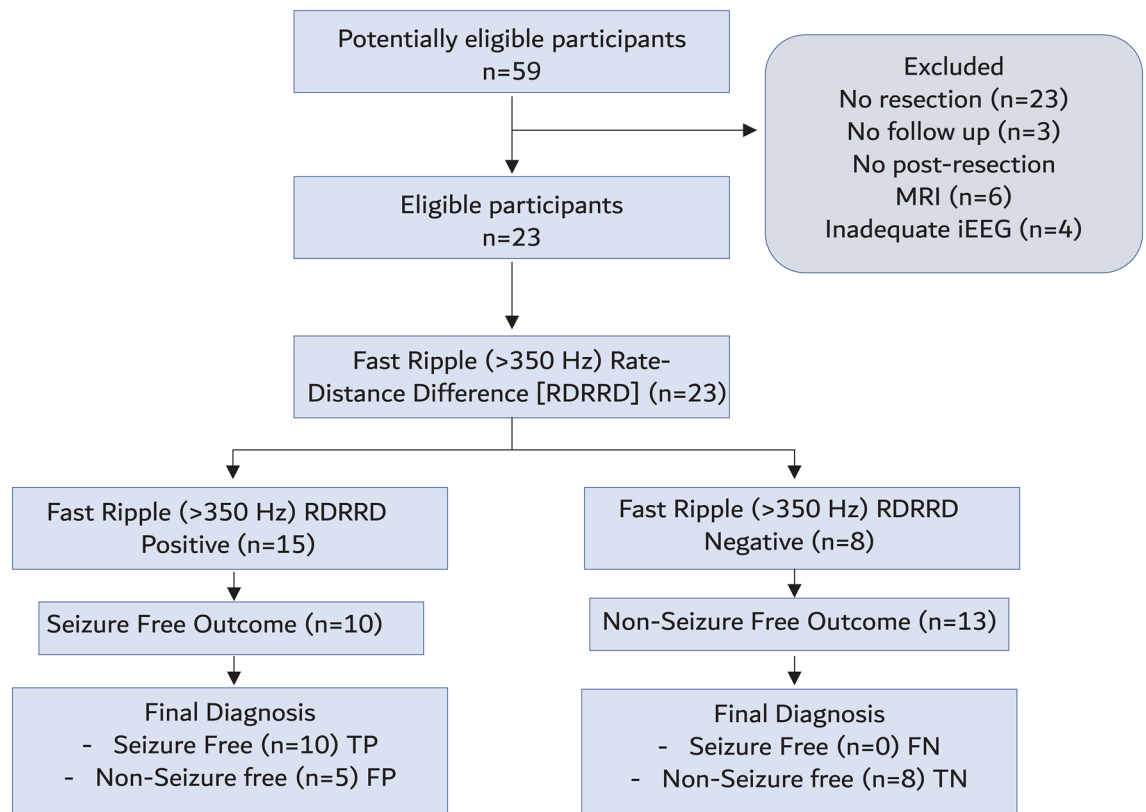 Potentially eligible participants
n=59
Excluded
No resection (n=23)
No follow up (n=3)
No post-resection
MRI (n=6)
Inadequate iEEG (n=4)
Eligible participants
n=23
Fast Ripple (>350 Hz) Rate-
Distance Difference [RDRRD] (n=23)
Fast Ripple (>350 Hz) RDRRD
Positive (n=15)
Fast Ripple (>350 Hz) RDRRD
Negative (n=8)
Seizure Free Outcome (n=10)
Non-Seizure Free Outcome (n=13)
Final Diagnosis
- Seizure Free (n=10) TP
- Non-Seizure free (n=5) FP
Final Diagnosis
- Seizure Free (n=0) FN
- Non-Seizure free (n=8) TN